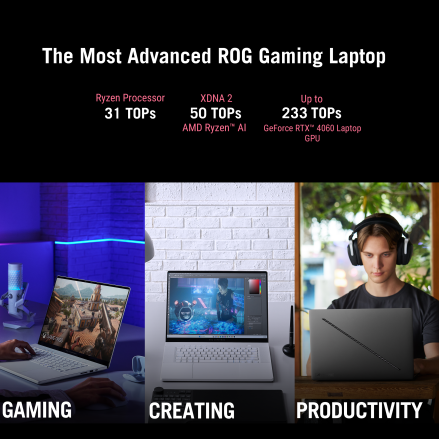 The Most Advanced ROG Gaming Laptop
Ryzen Processor
31 TOPs
XDNA 2
50 TOPs
AMD Ryzen™ AI
Up to
233 TOPs
GeForce RTX™ 4060 Laptop
GPU
GAMING
CREATING
PRODUCTIVITY